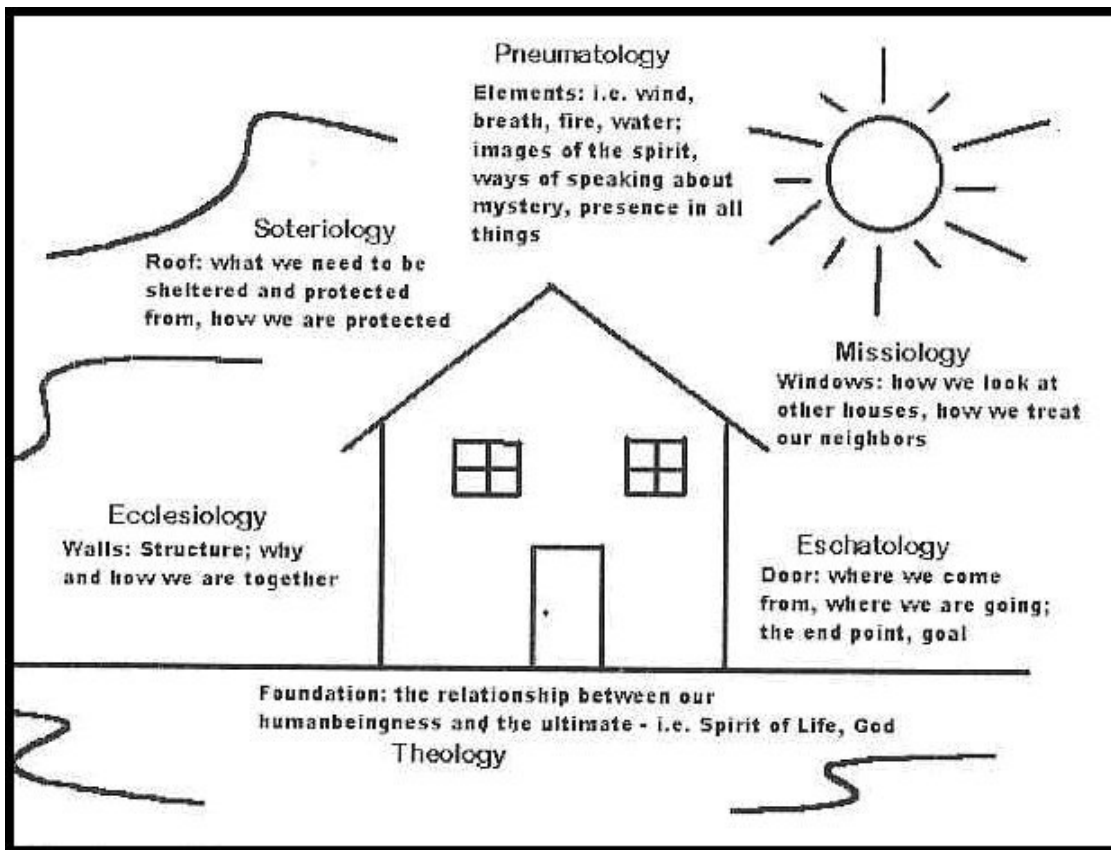 Pneumatology
Elements: i.e. wind,
breath, fire, water;
images of the spirit,
ways of speaking about
mystery, presence in all
things
Soteriology
Roof: what we need to be
sheltered and protected
from, how we are protected
Missiology
Windows: how we look at
other houses, how we treat
our neighbors
Ecclesiology
Walls: Structure; why
and how we are together
Eschatology
Door: where we come
from, where we are going;
the end point, goal
Foundation: the relationship between our
humanbeingness and the ultimate - i.e. Spirit of Life, God
Theology